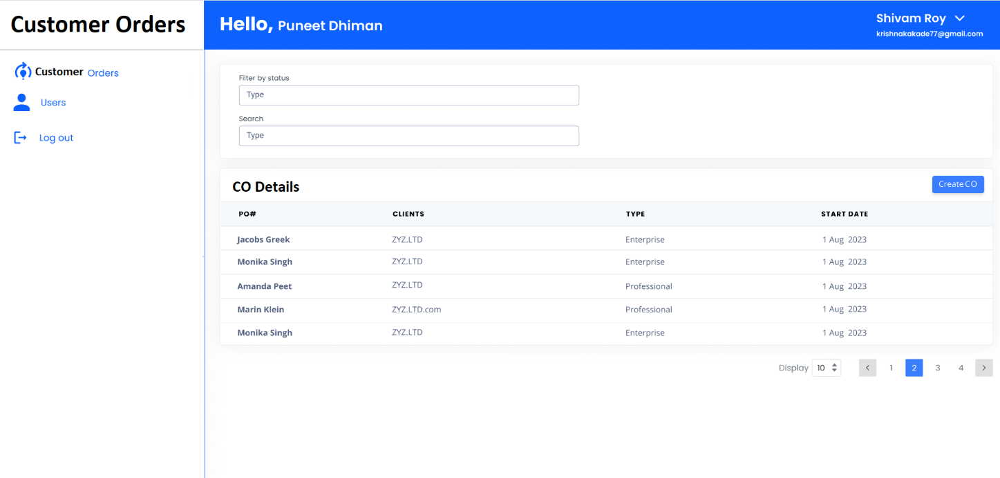 Customer Orders
Hello, Puneet Dhiman
Shivam Roy
krishnakakade77@gmail.com
Customer Orders
Users
Log out
Filter by status
Type
Search
Type
CO Details
Create CO
PO# CLIENTS TYPE START DATE
Jacobs Greek ZYZ.LTD Enterprise 1 Aug 2023
Monika Singh ZYZ.LTD Enterprise 1 Aug 2023
Amanda Peet ZYZ.LTD Professional 1 Aug 2023
Marin Klein ZYZ.LTD.com Professional 1 Aug 2023
Monika Singh ZYZ.LTD Enterprise 1 Aug 2023
Display 10 < 1 2 3 4 >